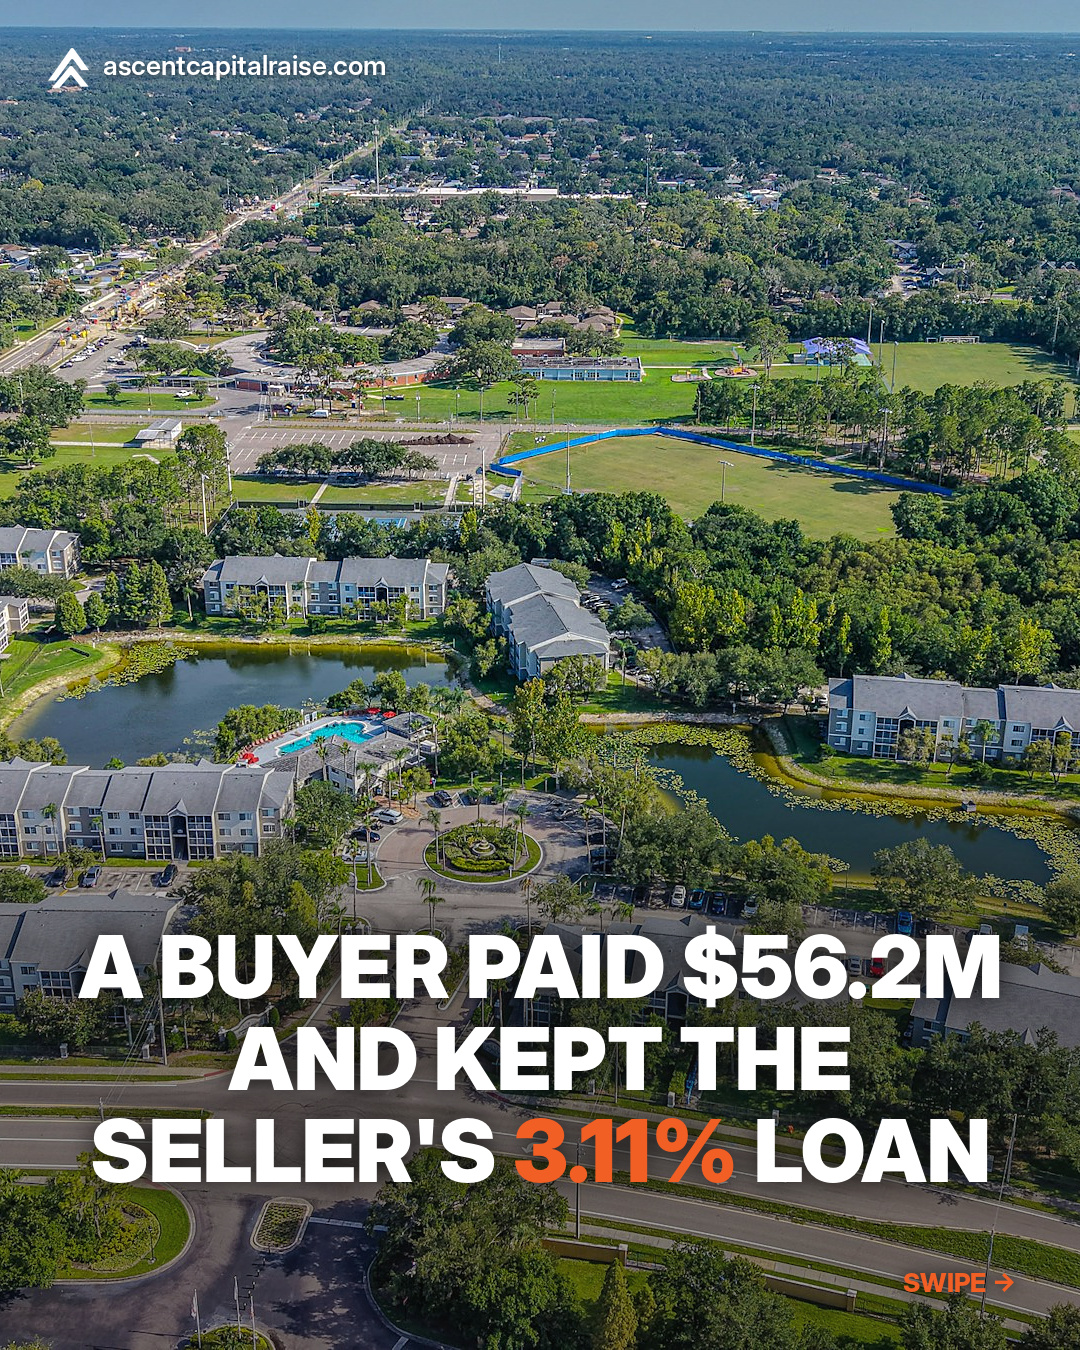 ascentcapitalraise.com
A BUYER PAID $56.2M
AND KEPT THE
SELLER'S 3.11% LOAN
SWIPE →